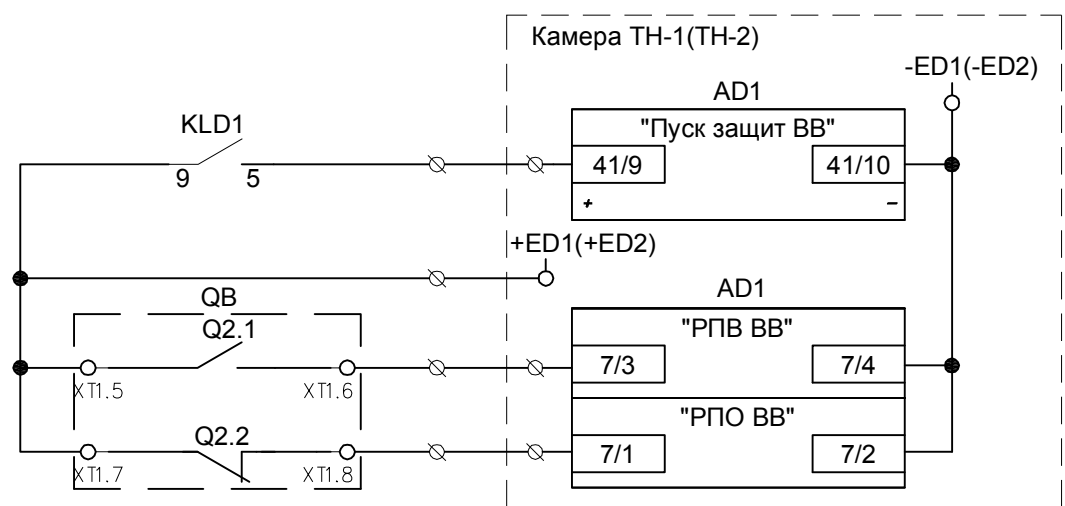 Камера ТН-1(ТН-2)
-ED1(-ED2)
AD1
KLD1
"Пуск защит ВВ"
9 5
41/9 41/10
+ −
+ED1(+ED2)
AD1
QB
"РПВ ВВ"
Q2.1
7/3 7/4
XT1.5 XT1.6
"РПО ВВ"
Q2.2
7/1 7/2
XT1.7 XT1.8